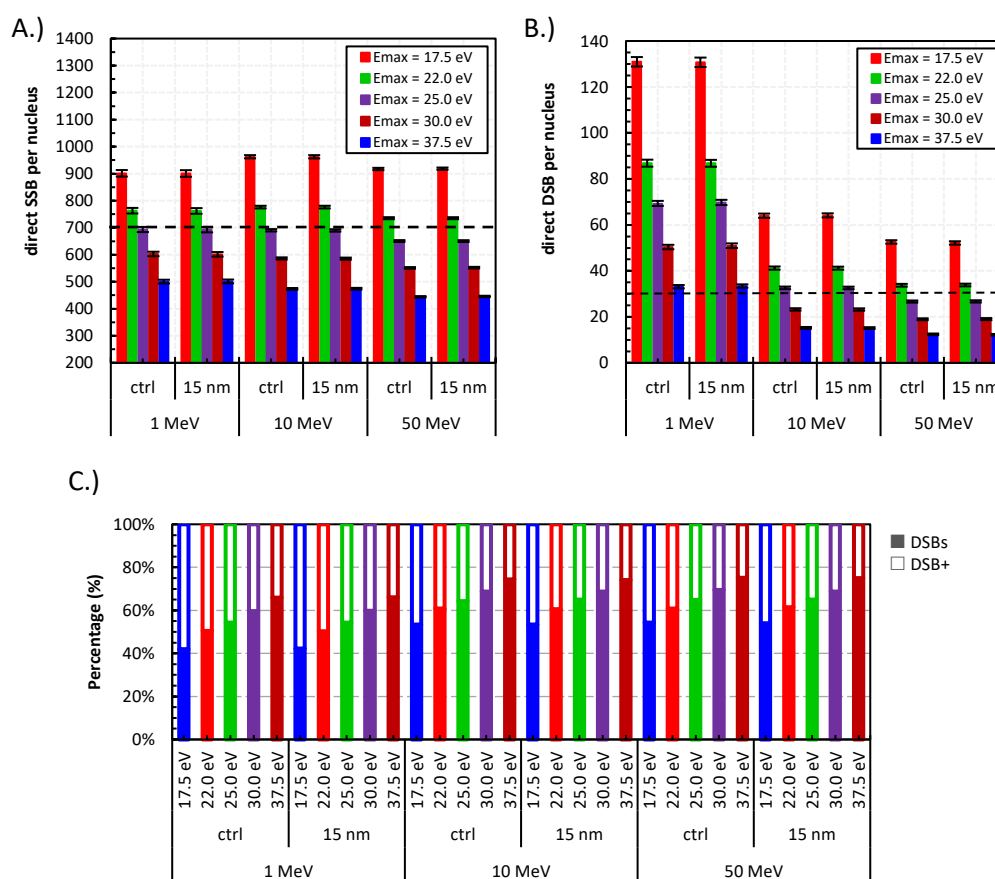 A.)
direct SSB per nucleus
1400
1300
1200
1100
1000
900
800
700
600
500
400
300
200
Emax = 17.5 eV
Emax = 22.0 eV
Emax = 25.0 eV
Emax = 30.0 eV
Emax = 37.5 eV
ctrl 15 nm ctrl 15 nm ctrl 15 nm
1 MeV 10 MeV 50 MeV
B.)
direct DSB per nucleus
140
120
100
80
60
40
20
0
Emax = 17.5 eV
Emax = 22.0 eV
Emax = 25.0 eV
Emax = 30.0 eV
Emax = 37.5 eV
ctrl 15 nm ctrl 15 nm ctrl 15 nm
1 MeV 10 MeV 50 MeV
C.)
Percentage (%)
100%
80%
60%
40%
20%
0%
DSBs
DSB+
17.5 eV 22.0 eV 25.0 eV 30.0 eV 37.5 eV 17.5 eV 22.0 eV 25.0 eV 30.0 eV 37.5 eV 17.5 eV 22.0 eV 25.0 eV 30.0 eV 37.5 eV 17.5 eV 22.0 eV 25.0 eV 30.0 eV 37.5 eV 17.5 eV 22.0 eV 25.0 eV 30.0 eV 37.5 eV 17.5 eV 22.0 eV 25.0 eV 30.0 eV 37.5 eV
ctrl 15 nm ctrl 15 nm ctrl 15 nm
1 MeV 10 MeV 50 MeV